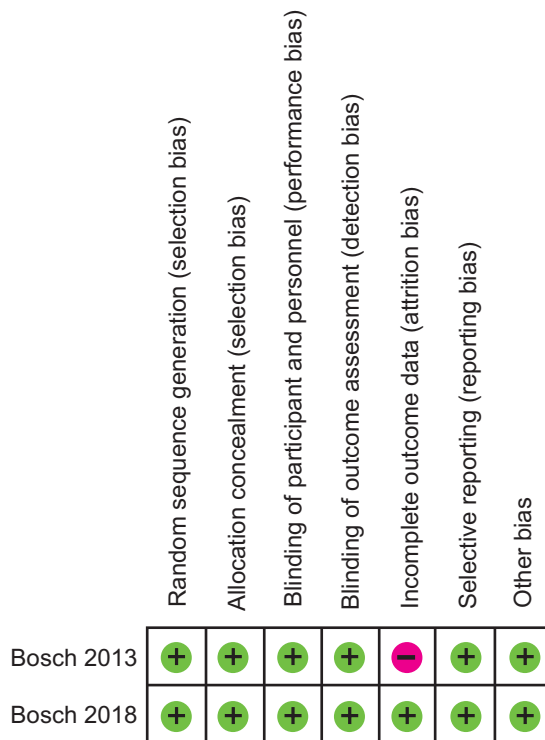 Random sequence generation (selection bias)
Allocation concealment (selection bias)
Blinding of participant and personnel (performance bias)
Blinding of outcome assessment (detection bias)
Incomplete outcome data (attrition bias)
Selective reporting (reporting bias)
Other bias
Bosch 2013 + + + + − + +
Bosch 2018 + + + + + + +